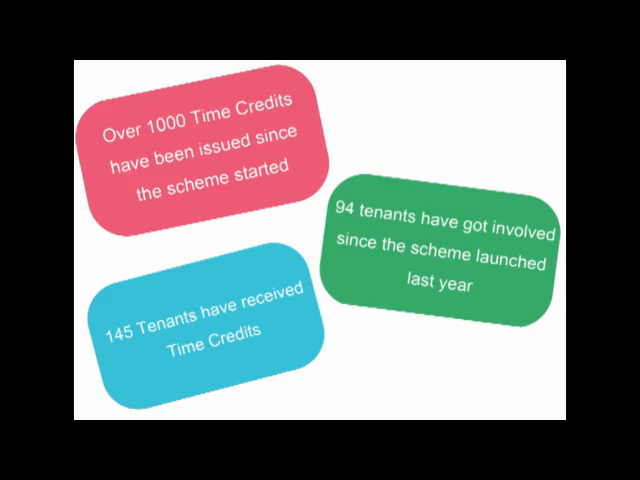 Over 1000 Time Credits
have been issued since
the scheme started
94 tenants have got involved
since the scheme launched
last year
145 Tenants have received
Time Credits